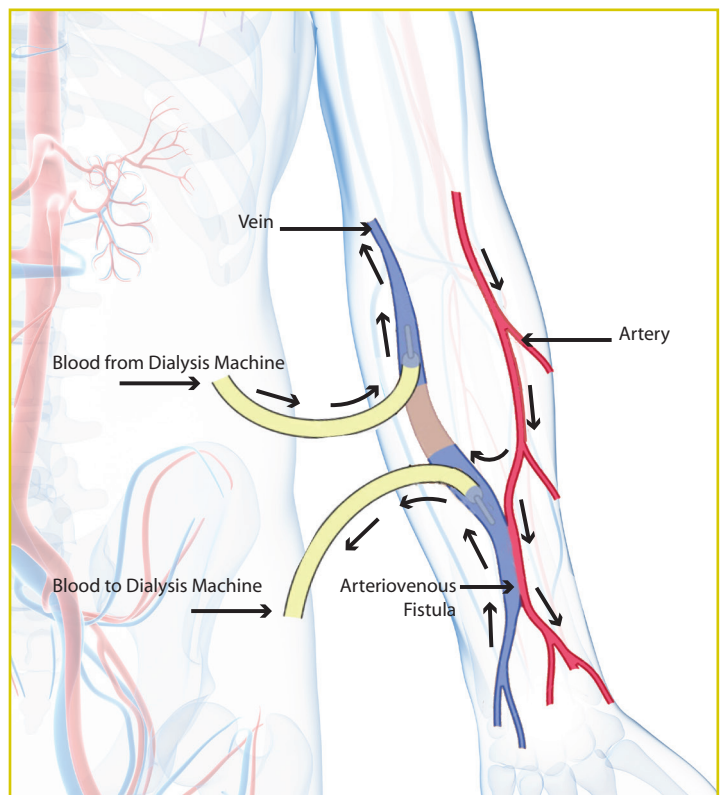 Vein
Artery
Blood from Dialysis Machine
Blood to Dialysis Machine
Arteriovenous
Fistula